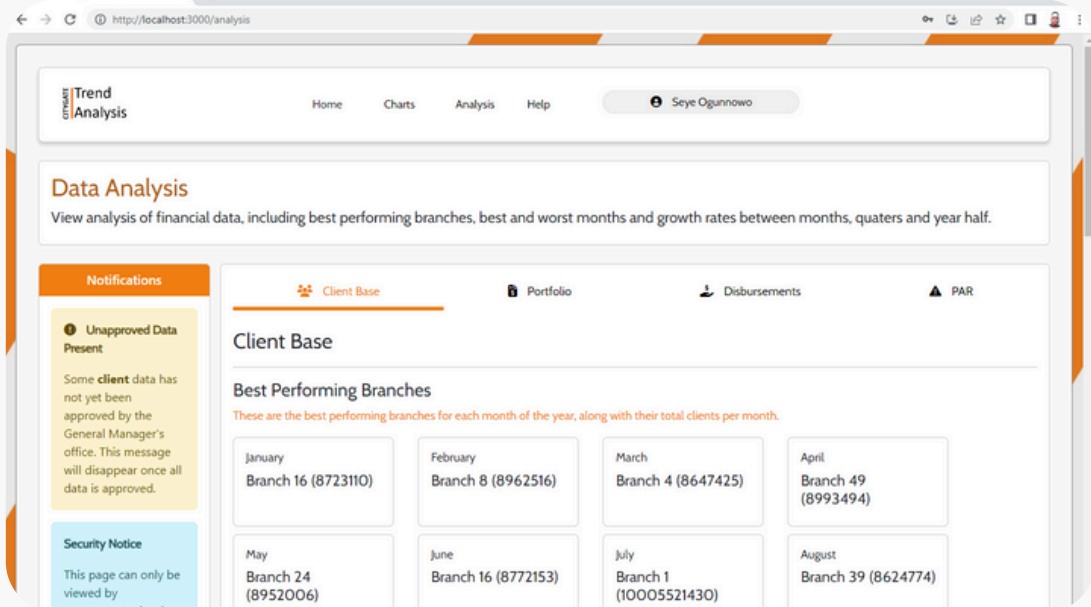 http://localhost:3000/analysis
CITYGATE
Trend
Analysis
Home
Charts
Analysis
Help
Seye Ogunnowo
Data Analysis
View analysis of financial data, including best performing branches, best and worst months and growth rates between months, quaters and year half.
Notifications
Unapproved Data
Present
Some client data has
not yet been
approved by the
General Manager's
office. This message
will disappear once all
data is approved.
Security Notice
This page can only be
viewed by
Client Base
Portfolio
Disbursements
PAR
Client Base
Best Performing Branches
These are the best performing branches for each month of the year, along with their total clients per month.
January
Branch 16 (8723110)
February
Branch 8 (8962516)
March
Branch 4 (8647425)
April
Branch 49
(8993494)
May
Branch 24
(8952006)
June
Branch 16 (8772153)
July
Branch 1
(10005521430)
August
Branch 39 (8624774)